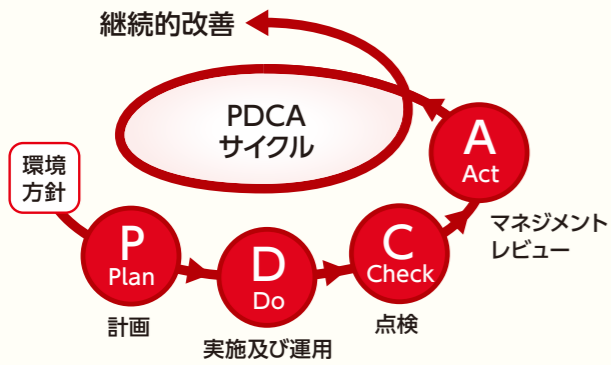 継続的改善
PDCA
サイクル
環境
方針
P
Plan
計画
D
Do
実施及び運用
C
Check
点検
A
Act
マネジメント
レビュー